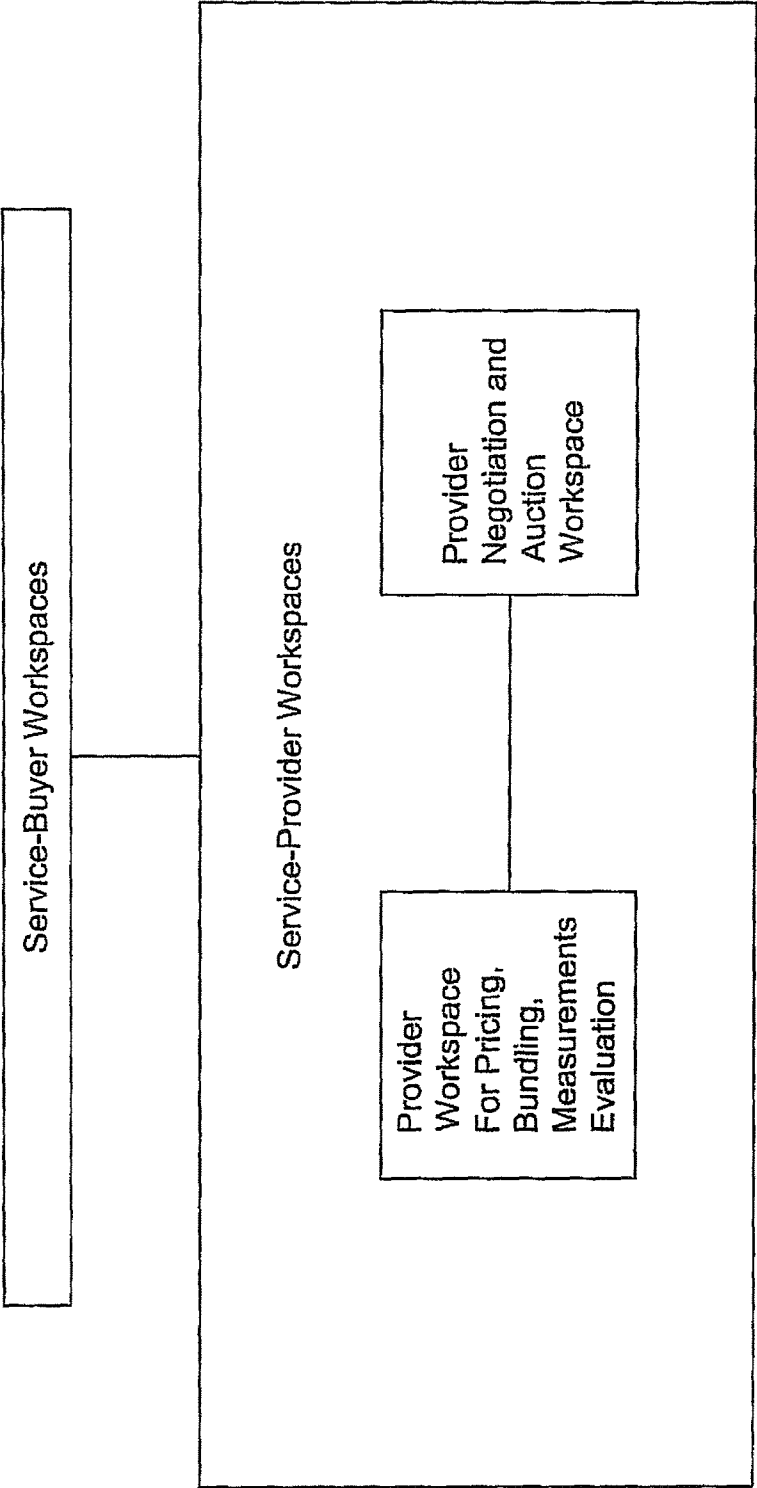 Service-Buyer Workspaces
Service-Provider Workspaces
Provider
Workspace
For Pricing,
Bundling,
Measurements
Evaluation
Provider
Negotiation and
Auction
Workspace